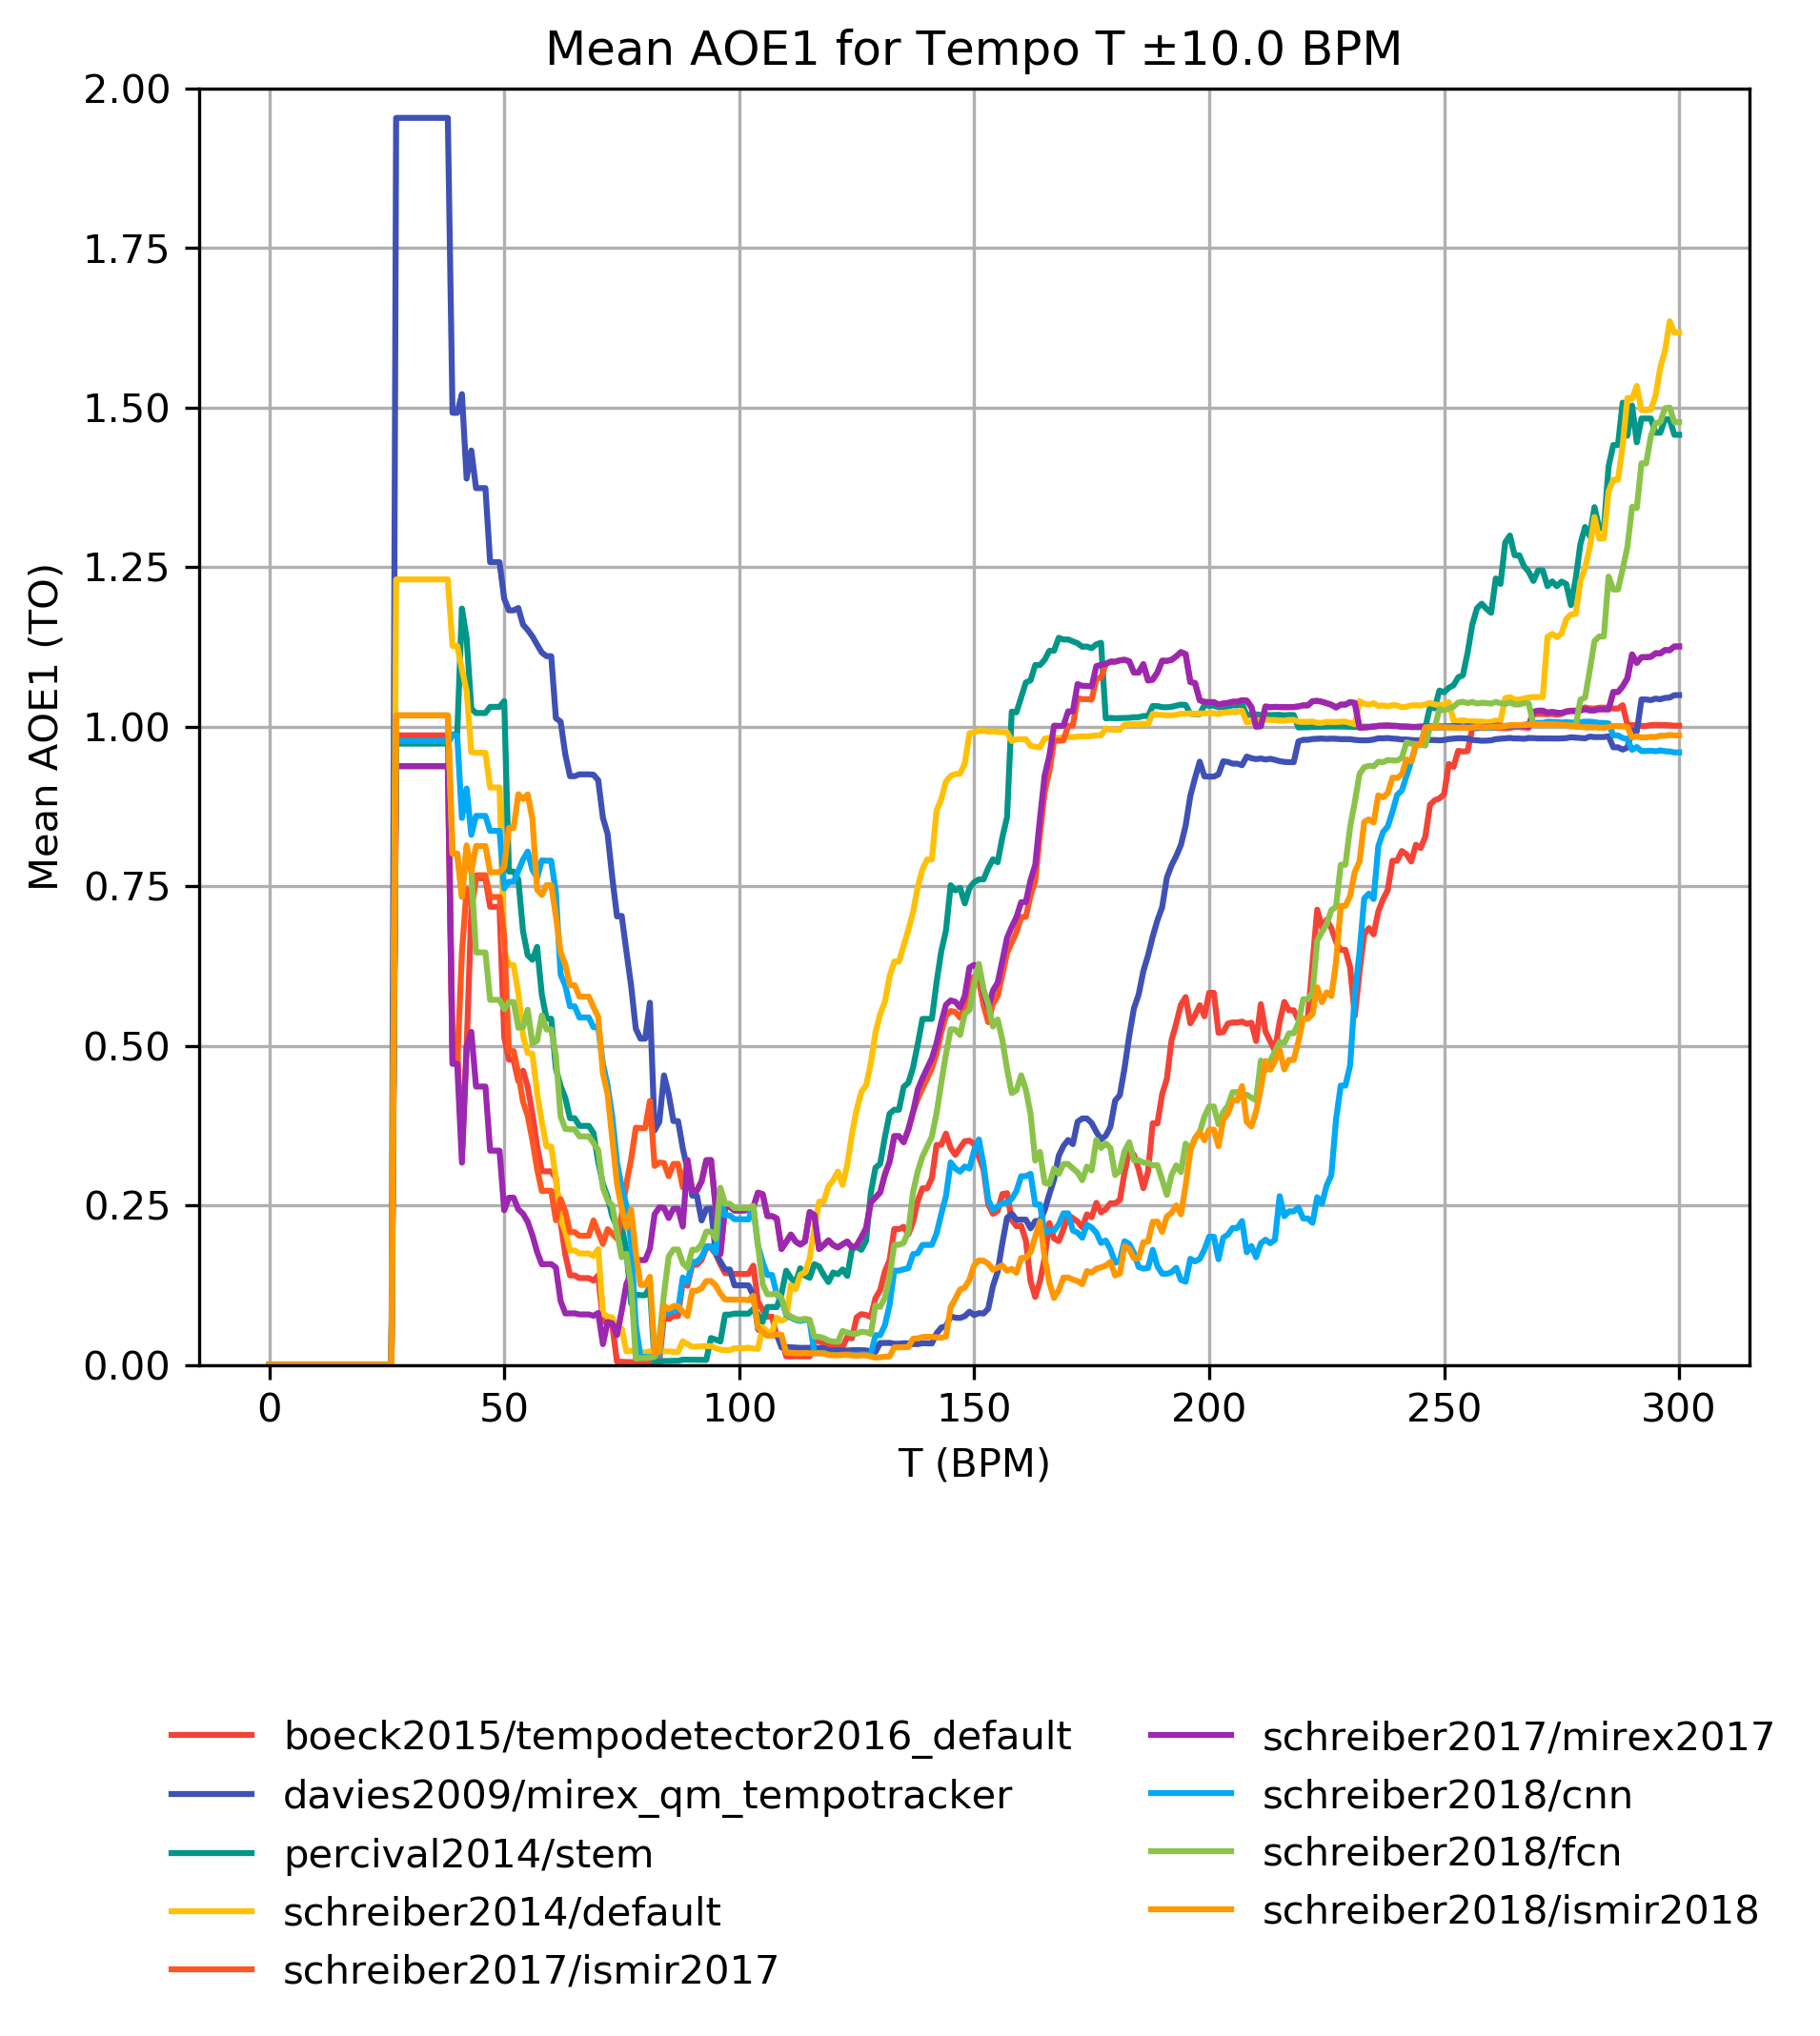 Mean AOE1 for Tempo T ±10.0 BPM
2.00
1.75
1.50
1.25
1.00
0.75
0.50
0.25
0.00
Mean AOE1 (TO)
0 50 100 150 200 250 300
T (BPM)
boeck2015/tempodetector2016_default
davies2009/mirex_qm_tempotracker
percival2014/stem
schreiber2014/default
schreiber2017/ismir2017
schreiber2017/mirex2017
schreiber2018/cnn
schreiber2018/fcn
schreiber2018/ismir2018